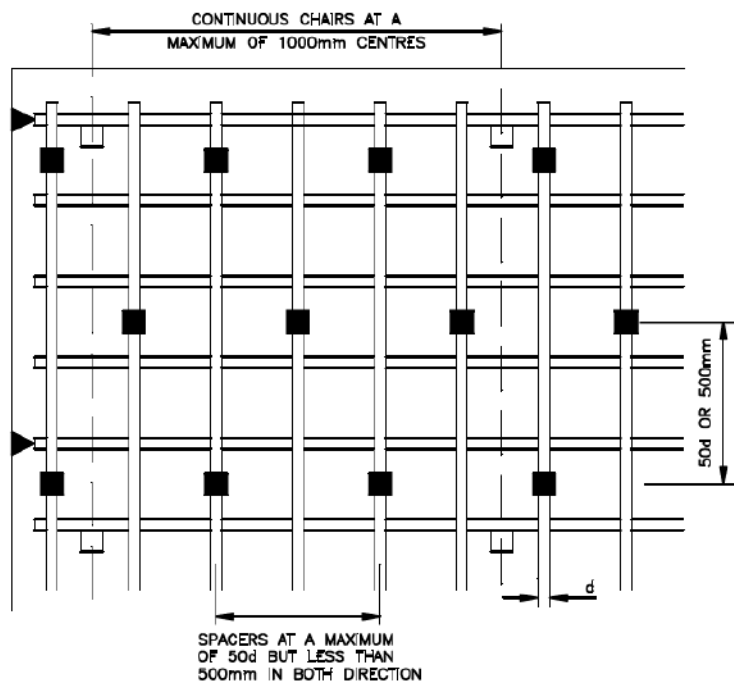 CONTINUOUS CHAIRS AT A
MAXIMUM OF 1000mm CENTRES
50d OR 500mm
d
SPACERS AT A MAXIMUM
OF 50d BUT LESS THAN
500mm IN BOTH DIRECTION